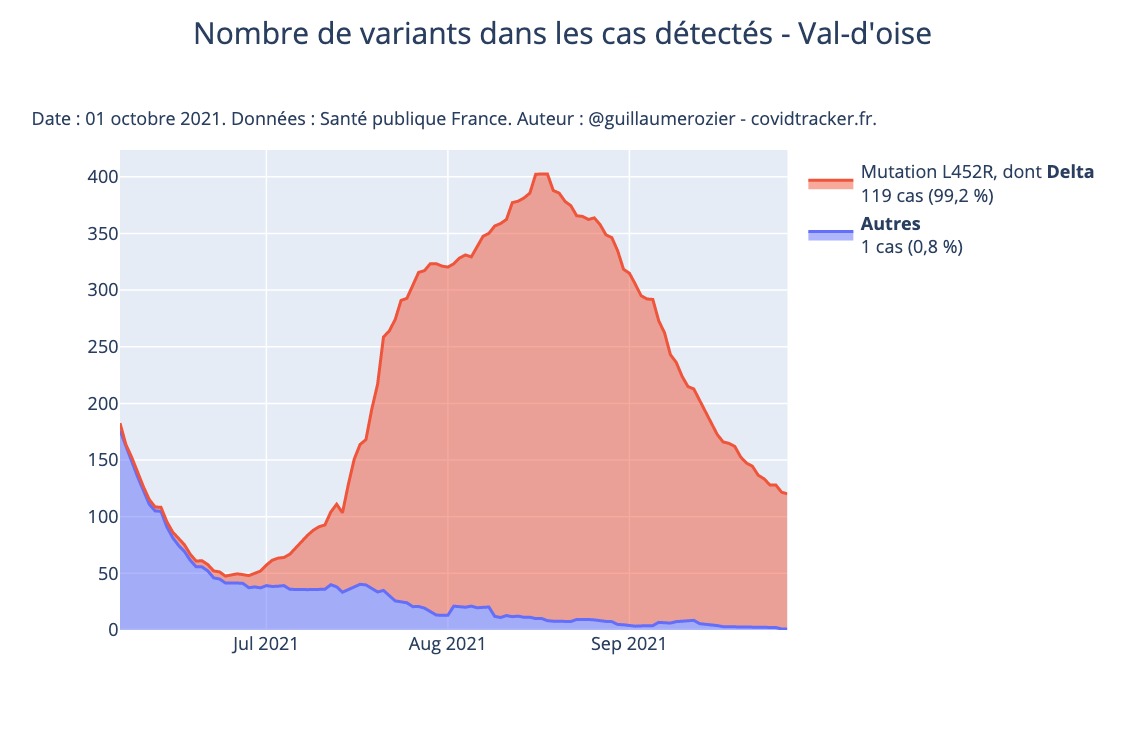 Nombre de variants dans les cas détectés - Val-d'oise
Date : 01 octobre 2021. Données : Santé publique France. Auteur : @guillaumerozier - covidtracker.fr.
400
350
300
250
200
150
100
50
0
Jul 2021
Aug 2021
Sep 2021
Mutation L452R, dont Delta
119 cas (99,2 %)
Autres
1 cas (0,8 %)